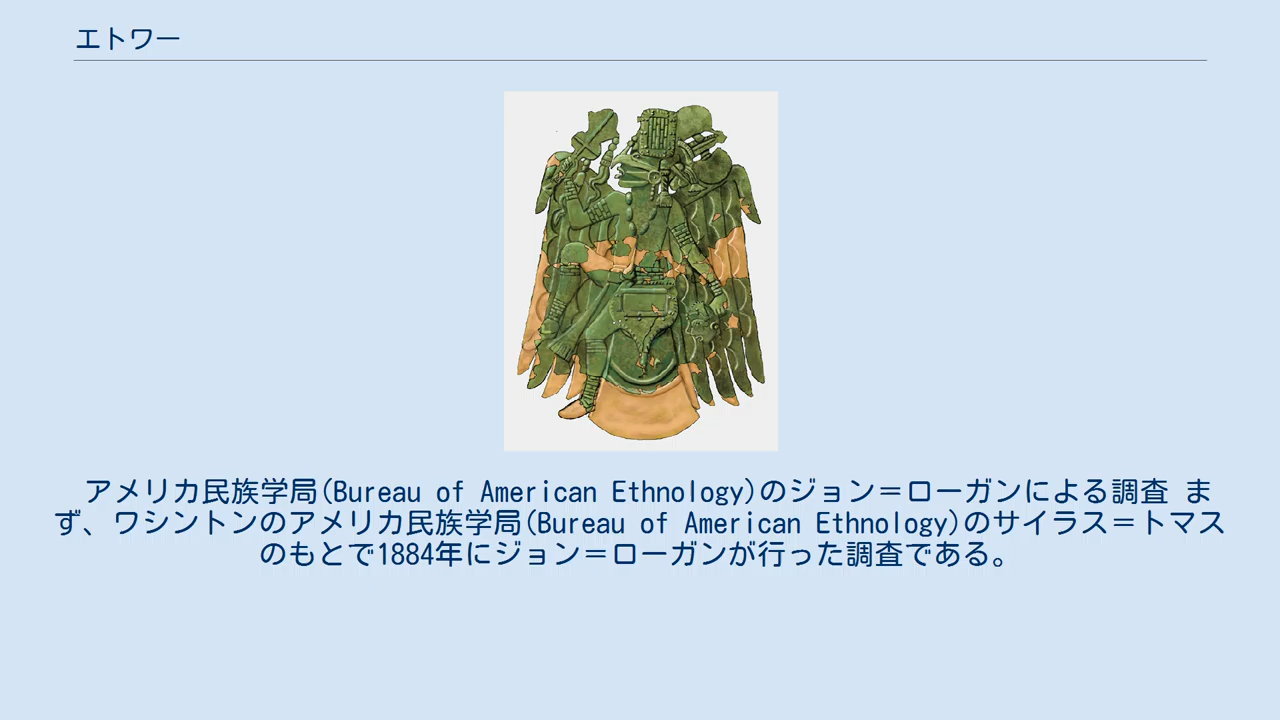 エトワー
アメリカ民族学局(Bureau of American Ethnology)のジョン＝ローガンによる調査 ま
ず、ワシントンのアメリカ民族学局(Bureau of American Ethnology)のサイラス＝トマス
のもとで1884年にジョン＝ローガンが行った調査である。